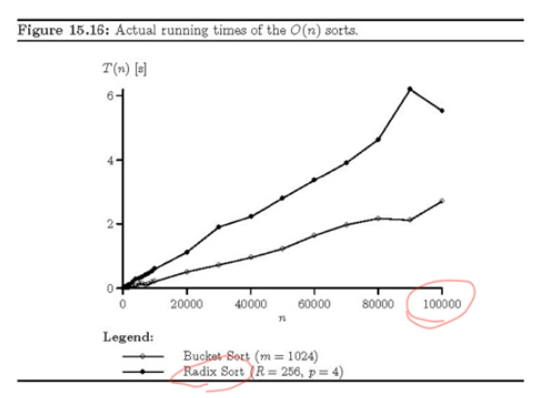 Figure 15.16: Actual running times of the O(n) sorts.
T(n) [s]
6
4
2
0
0 20000 40000 60000 80000 100000
n
Legend:
Bucket Sort (m = 1024)
Radix Sort (R = 256, p = 4)